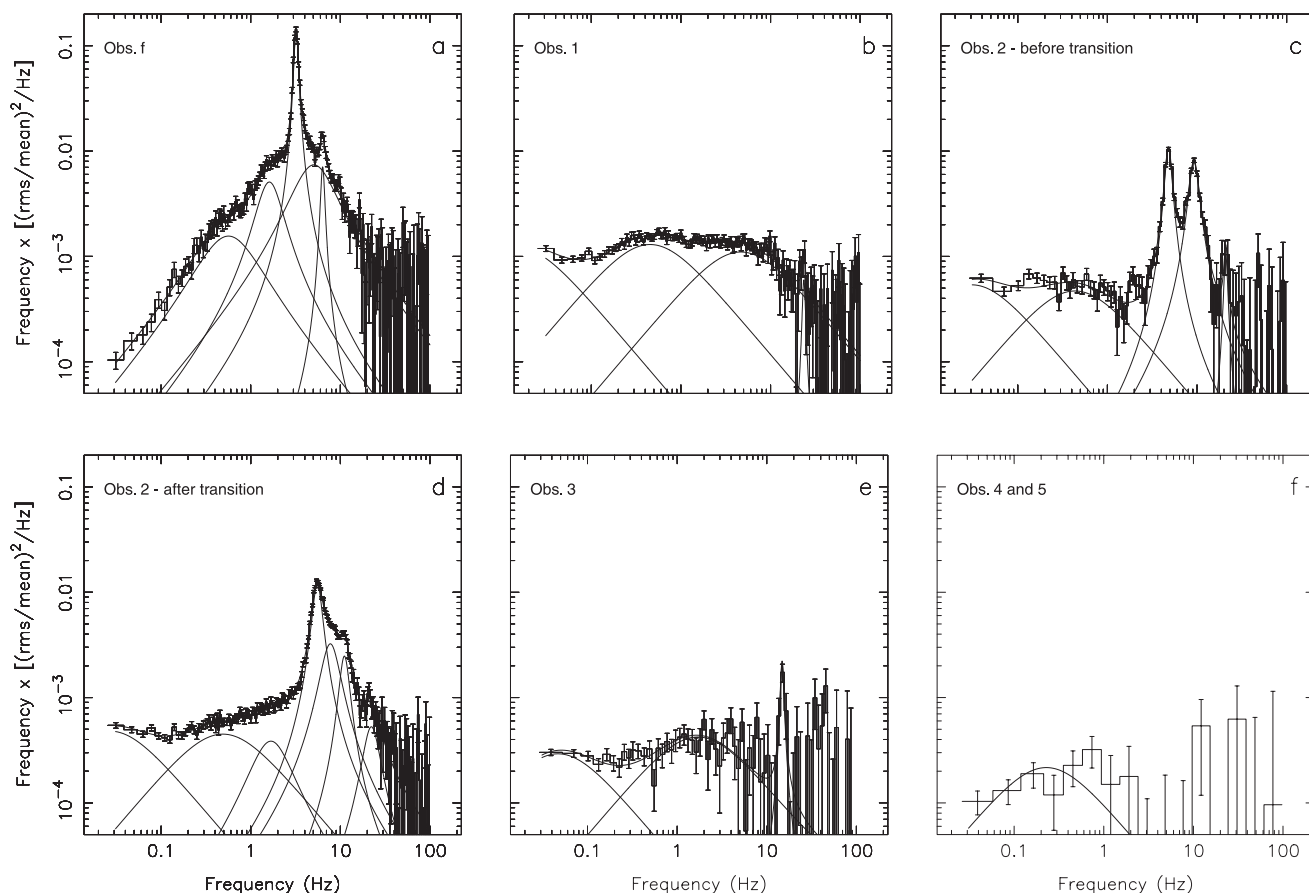 Obs. f
a
Obs. 1
b
Obs. 2 - before transition
c
Frequency x [(rms/mean)²/Hz]
0.1
0.01
10⁻³
10⁻⁴
Obs. 2 - after transition
d
Obs. 3
e
Obs. 4 and 5
f
Frequency x [(rms/mean)²/Hz]
0.1
0.01
10⁻³
10⁻⁴
0.1 1 10 100
0.1 1 10 100
0.1 1 10 100
Frequency (Hz)
Frequency (Hz)
Frequency (Hz)